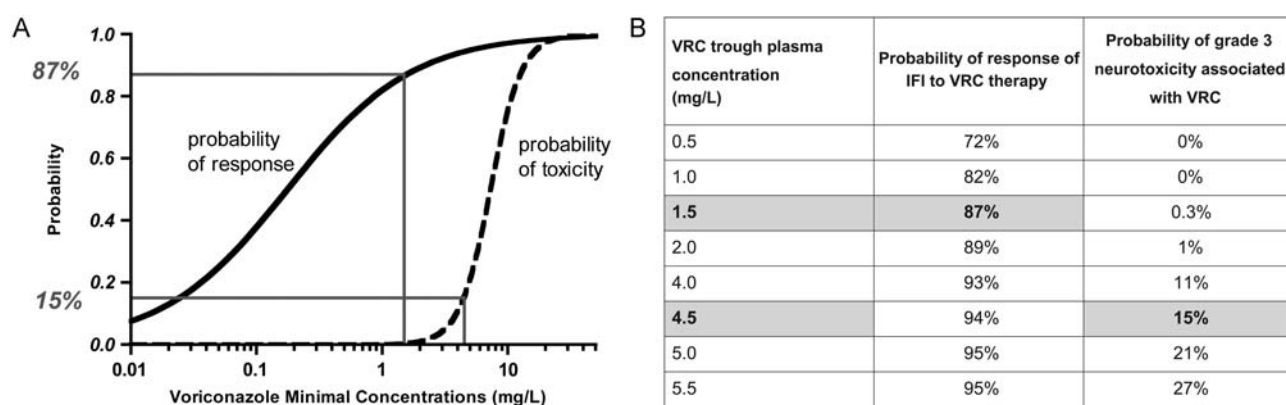 A
87%
15%
Probability
1.0
0.8
0.6
0.4
0.2
0.0
probability
of response
probability
of toxicity
0.01
0.1
1
10
Voriconazole Minimal Concentrations (mg/L)
B
VRC trough plasma
concentration
(mg/L)
Probability of response of
IFI to VRC therapy
Probability of grade 3
neurotoxicity associated
with VRC
0.5 72% 0%
1.0 82% 0%
1.5 87% 0.3%
2.0 89% 1%
4.0 93% 11%
4.5 94% 15%
5.0 95% 21%
5.5 95% 27%